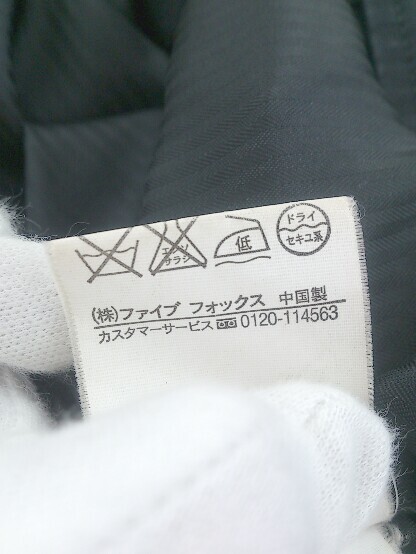 エンソ
サラシ
低
ドライ
セキユ系
(株)ファイブ フォックス 中国製
カスタマーサービス 0120-114563